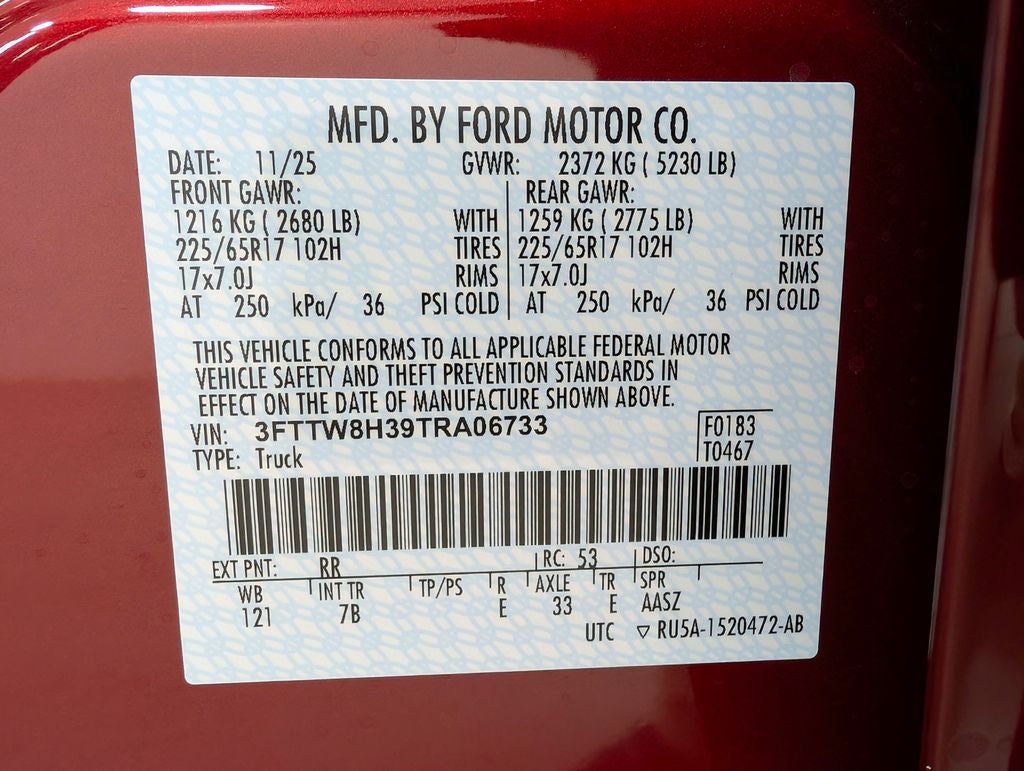 MFD. BY FORD MOTOR CO.
DATE: 11/25 GVWR: 2372 KG ( 5230 LB)
FRONT GAWR: REAR GAWR:
1216 KG ( 2680 LB) WITH 1259 KG ( 2775 LB) WITH
225/65R17 102H TIRES 225/65R17 102H TIRES
17x7.0J RIMS 17x7.0J RIMS
AT 250 kPa/ 36 PSI COLD AT 250 kPa/ 36 PSI COLD
THIS VEHICLE CONFORMS TO ALL APPLICABLE FEDERAL MOTOR
VEHICLE SAFETY AND THEFT PREVENTION STANDARDS IN
EFFECT ON THE DATE OF MANUFACTURE SHOWN ABOVE.
VIN: 3FTTW8H39TRA06733 F0183
TYPE: Truck T0467
EXT PNT: RR RC: 53 DSO:
WB INT TR TP/PS R AXLE TR SPR
121 7B E 33 E AASZ
UTC ▽ RU5A-1520472-AB